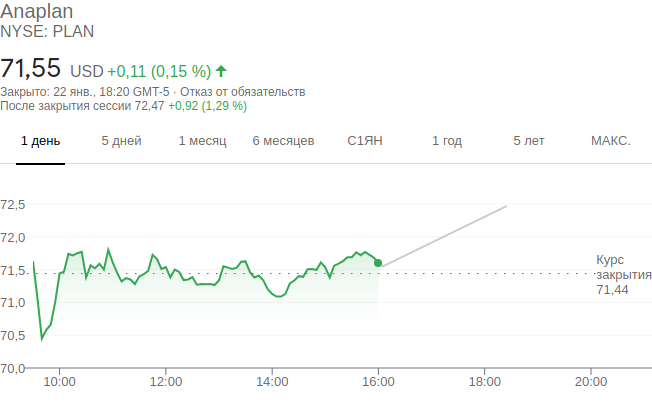 Anaplan
NYSE: PLAN
71,55 USD +0,11 (0,15 %)
Закрыто: 22 янв., 18:20 GMT-5 · Отказ от обязательств
После закрытия сессии 72,47 +0,92 (1,29 %)
1 день 5 дней 1 месяц 6 месяцев С1ЯН 1 год 5 лет МАКС.
72,5
72,0
71,5
71,0
70,5
70,0
Курс
закрытия
71,44
10:00 12:00 14:00 16:00 18:00 20:00